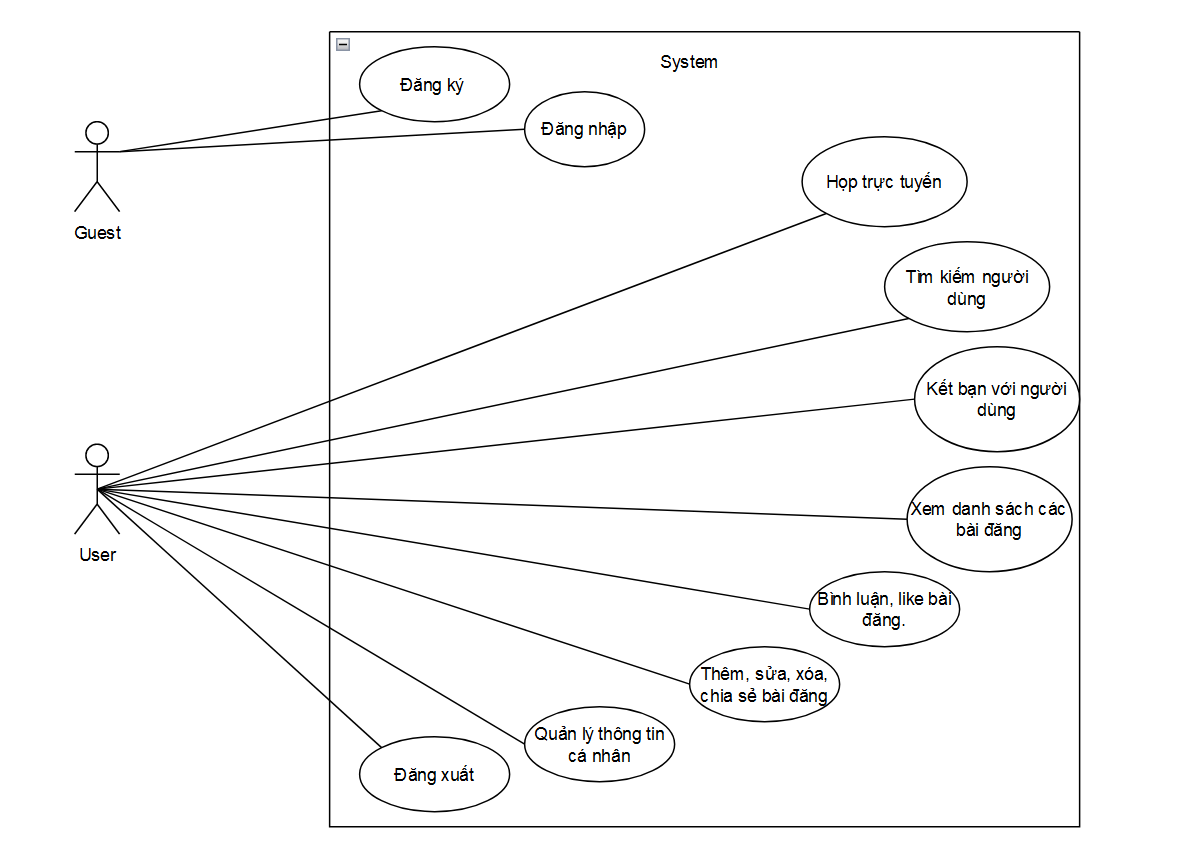 System
Đăng ký
Đăng nhập
Guest
Họp trực tuyến
Tìm kiếm người
dùng
Kết bạn với người
dùng
User
Xem danh sách các
bài đăng
Bình luận, like bài
đăng.
Thêm, sửa, xóa,
chia sẻ bài đăng
Quản lý thông tin
cá nhân
Đăng xuất